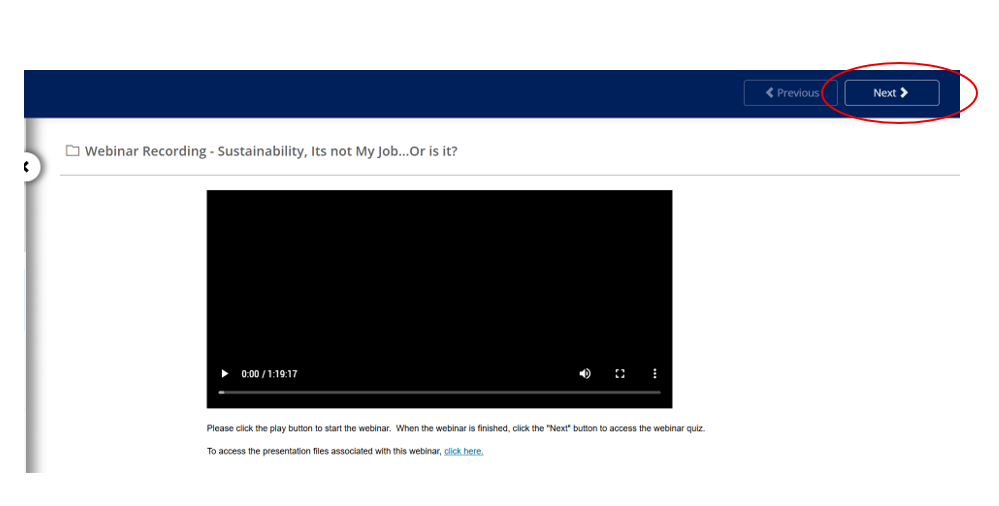 Previous
Next
Webinar Recording - Sustainability, Its not My Job...Or is it?
0:00 / 1:19:17
Please click the play button to start the webinar. When the webinar is finished, click the "Next" button to access the webinar quiz.
To access the presentation files associated with this webinar, click here.